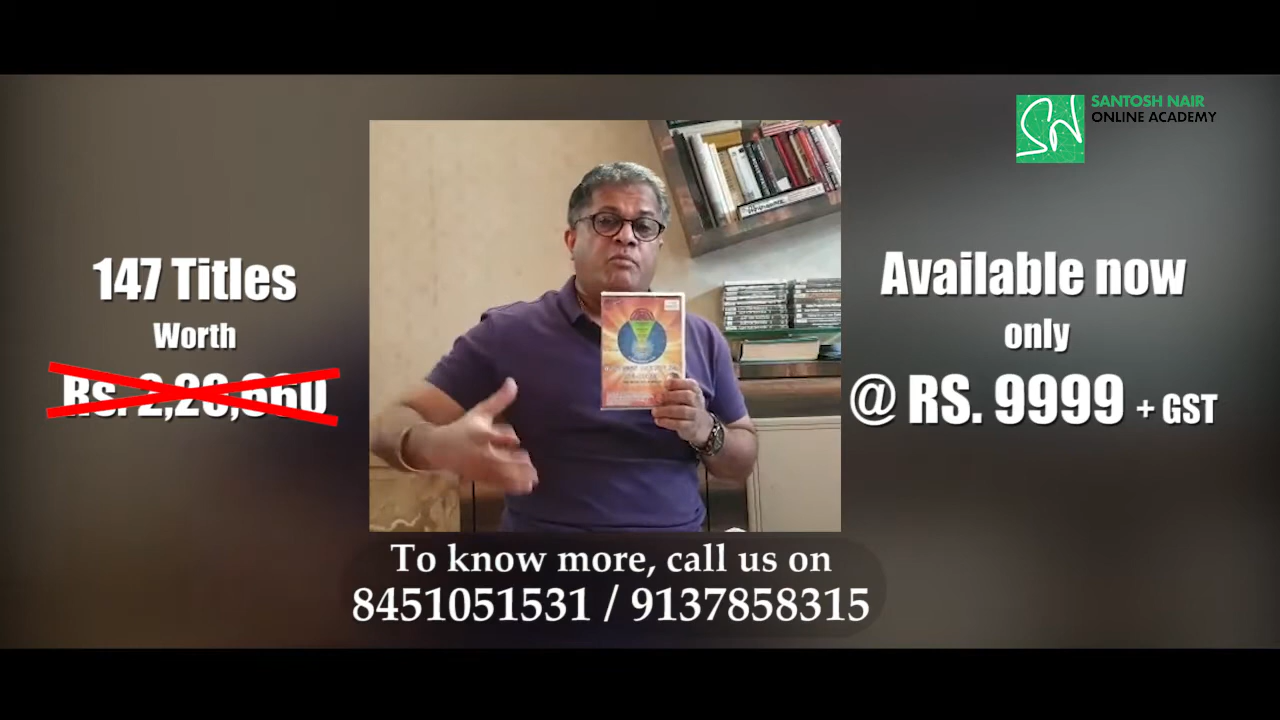 SANTOSH NAIR
ONLINE ACADEMY
147 Titles
Worth
Rs.
Available now
only
@ RS. 9999 + GST
To know more, call us on
8451051531 / 9137858315